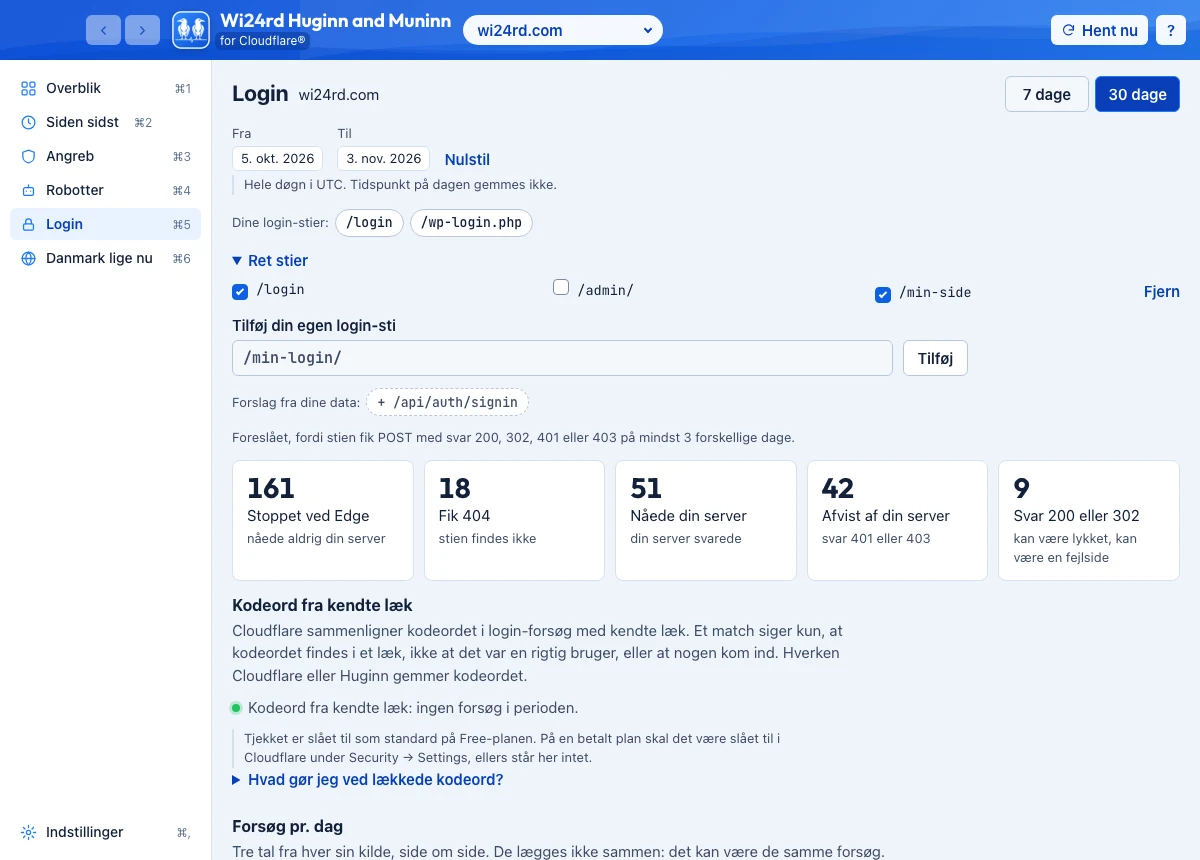 Wi24rd Huginn and Muninn
for Cloudflare®
wi24rd.com
Hent nu
?
Overblik ⌘1
Siden sidst ⌘2
Angreb ⌘3
Robotter ⌘4
Login ⌘5
Danmark lige nu ⌘6
Indstillinger ⌘,
Login wi24rd.com
7 dage
30 dage
Fra
Til
5. okt. 2026
3. nov. 2026
Nulstil
Hele døgn i UTC. Tidspunkt på dagen gemmes ikke.
Dine login-stier: /login /wp-login.php
▼ Ret stier
/login
/admin/
/min-side
Fjern
Tilføj din egen login-sti
/min-login/
Tilføj
Forslag fra dine data: + /api/auth/signin
Foreslået, fordi stien fik POST med svar 200, 302, 401 eller 403 på mindst 3 forskellige dage.
161
Stoppet ved Edge
nåede aldrig din server
18
Fik 404
stien findes ikke
51
Nåede din server
din server svarede
42
Afvist af din server
svar 401 eller 403
9
Svar 200 eller 302
kan være lykket, kan
være en fejlside
Kodeord fra kendte læk
Cloudflare sammenligner kodeordet i login-forsøg med kendte læk. Et match siger kun, at
kodeordet findes i et læk, ikke at det var en rigtig bruger, eller at nogen kom ind. Hverken
Cloudflare eller Huginn gemmer kodeordet.
Kodeord fra kendte læk: ingen forsøg i perioden.
Tjekket er slået til som standard på Free-planen. På en betalt plan skal det være slået til i
Cloudflare under Security → Settings, ellers står her intet.
▶ Hvad gør jeg ved lækkede kodeord?
Forsøg pr. dag
Tre tal fra hver sin kilde, side om side. De lægges ikke sammen: det kan være de samme forsøg.